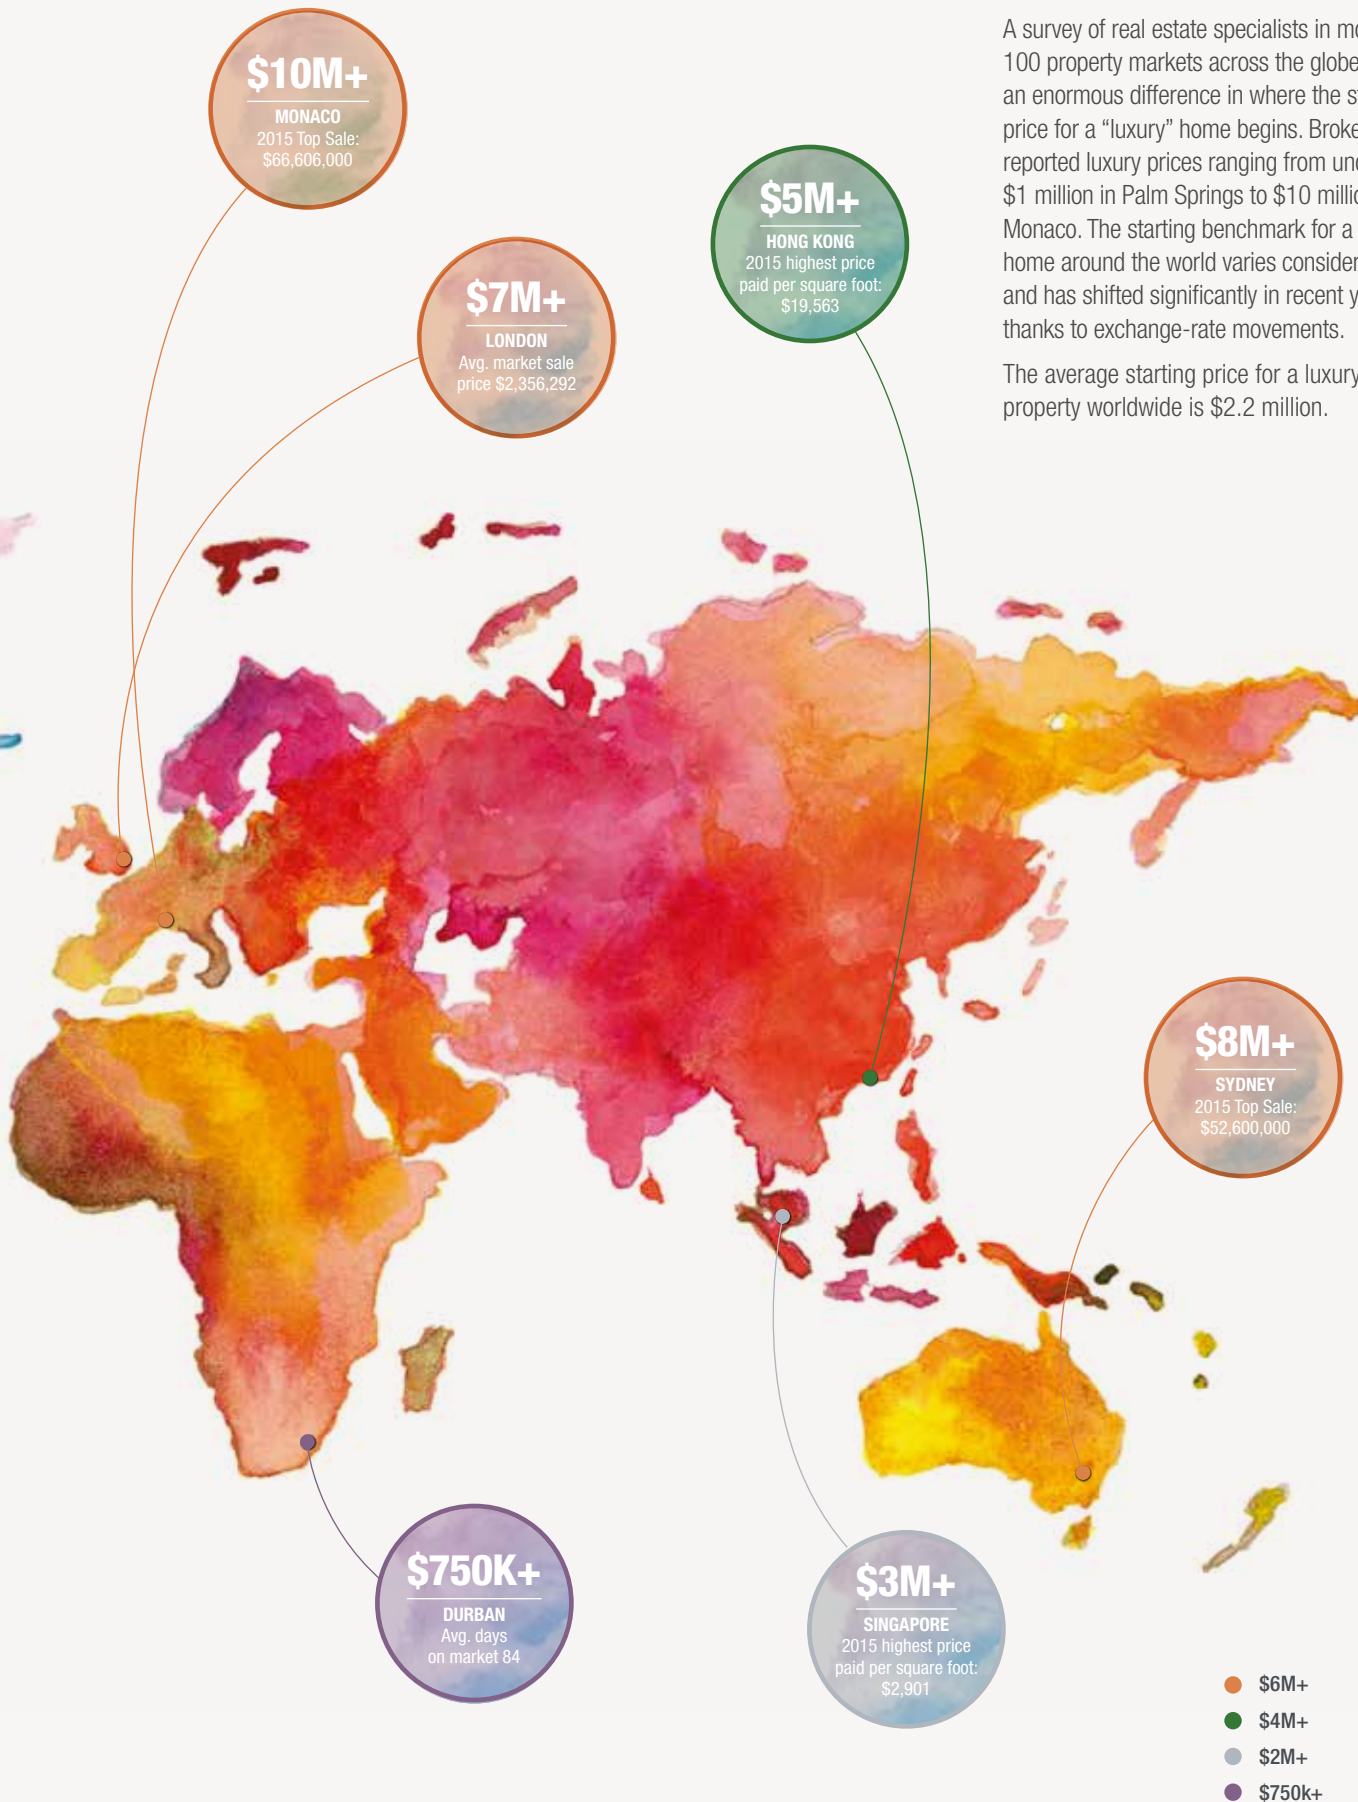 A survey of real estate specialists in
100 property markets across the globe
an enormous difference in where the
price for a “luxury” home begins.
reported luxury prices ranging from
$1 million in Palm Springs to $10
Monaco. The starting benchmark for a
home around the world varies
and has shifted significantly in recent
thanks to exchange-rate movements.
The average starting price for a luxury
property worldwide is $2.2 million.
$10M+
MONACO
2015 Top Sale:
$66,606,000
$7M+
LONDON
Avg. market sale
price $2,356,292
$5M+
HONG KONG
2015 highest price
paid per square foot:
$19,563
$8M+
SYDNEY
2015 Top Sale:
$52,600,000
$750K+
DURBAN
Avg. days
on market 84
$3M+
SINGAPORE
2015 highest price
paid per square foot:
$2,901
$6M+
$4M+
$2M+
$750k+